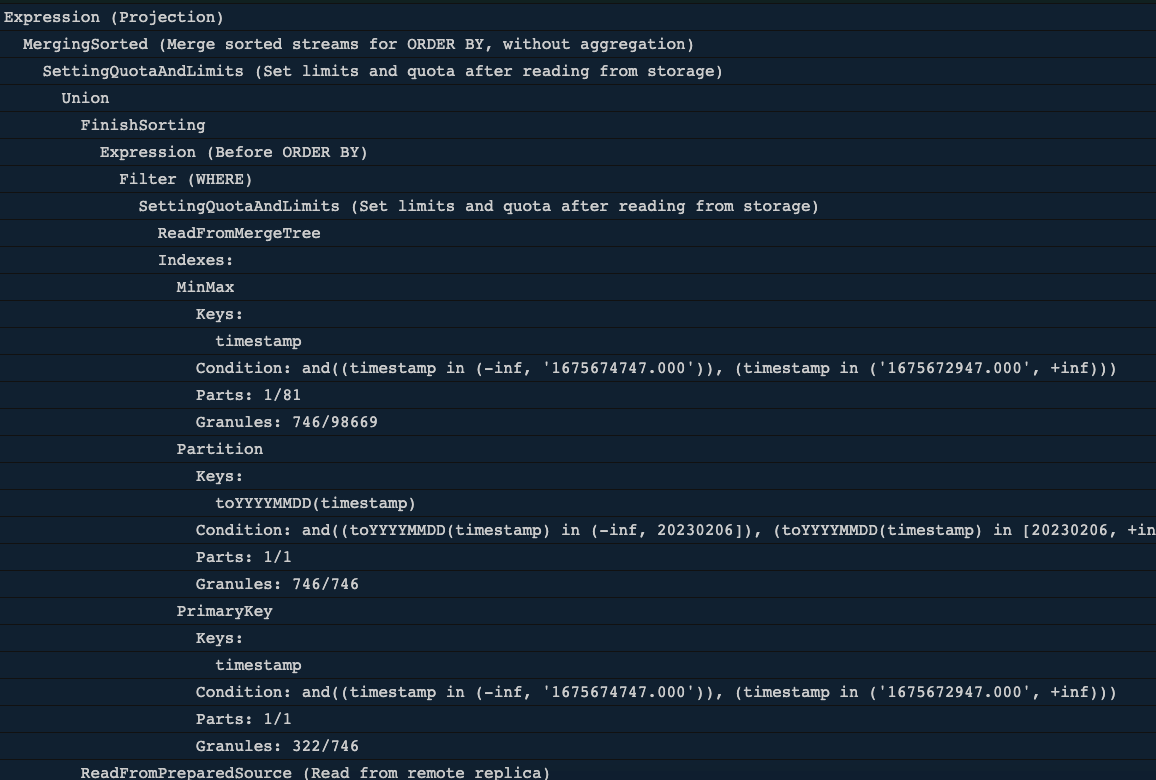 Expression (Projection)
MergingSorted (Merge sorted streams for ORDER BY, without aggregation)
SettingQuotaAndLimits (Set limits and quota after reading from storage)
Union
FinishSorting
Expression (Before ORDER BY)
Filter (WHERE)
SettingQuotaAndLimits (Set limits and quota after reading from storage)
ReadFromMergeTree
Indexes:
MinMax
Keys:
timestamp
Condition: and((timestamp in (-inf, '1675674747.000')), (timestamp in ('1675672947.000', +inf)))
Parts: 1/81
Granules: 746/98669
Partition
Keys:
toYYYYMMDD(timestamp)
Condition: and((toYYYYMMDD(timestamp) in (-inf, 20230206]), (toYYYYMMDD(timestamp) in [20230206, +in
Parts: 1/1
Granules: 746/746
PrimaryKey
Keys:
timestamp
Condition: and((timestamp in (-inf, '1675674747.000')), (timestamp in ('1675672947.000', +inf)))
Parts: 1/1
Granules: 322/746
ReadFromPreparedSource (Read from remote replica)